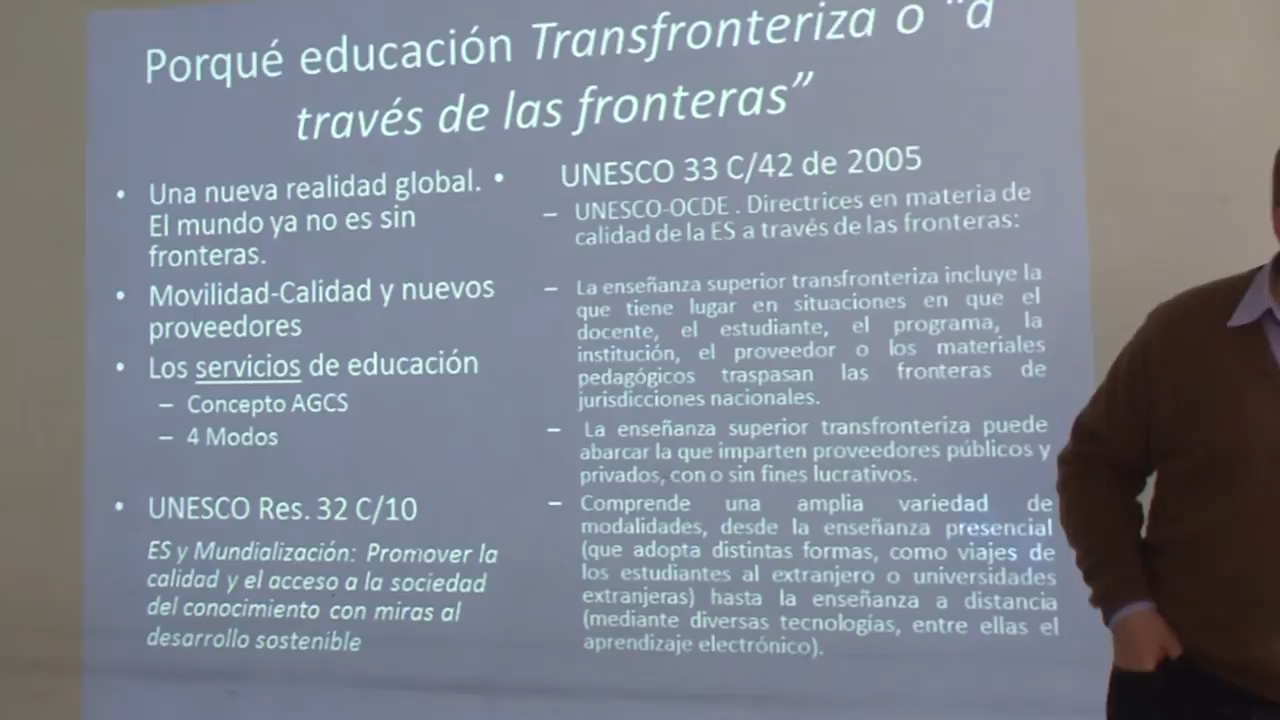 Porqué educación Transfronteriza o "a
través de las fronteras"
• Una nueva realidad global.
El mundo ya no es sin
fronteras.
• Movilidad-Calidad y nuevos
proveedores
• Los servicios de educación
– Concepto AGCS
– 4 Modos
• UNESCO Res. 32 C/10
ES y Mundialización: Promover la
calidad y el acceso a la sociedad
del conocimiento con miras al
desarrollo sostenible
• UNESCO 33 C/42 de 2005
– UNESCO-OCDE . Directrices en materia de
calidad de la ES a través de las fronteras:
– La enseñanza superior transfronteriza incluye la
que tiene lugar en situaciones en que el
docente, el estudiante, el programa, la
institución, el proveedor o los materiales
pedagógicos traspasan las fronteras de
jurisdicciones nacionales.
– La enseñanza superior transfronteriza puede
abarcar la que imparten proveedores públicos y
privados, con o sin fines lucrativos.
– Comprende una amplia variedad de
modalidades, desde la enseñanza presencial
(que adopta distintas formas, como viajes de
los estudiantes al extranjero o universidades
extranjeras) hasta la enseñanza a distancia
(mediante diversas tecnologías, entre ellas el
aprendizaje electrónico).